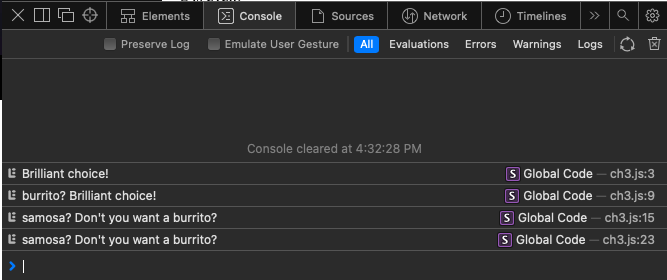 Elements Console Sources Network Timelines
Preserve Log Emulate User Gesture All Evaluations Errors Warnings Logs
Console cleared at 4:32:28 PM
Brilliant choice! S Global Code — ch3.js:3
burrito? Brilliant choice! S Global Code — ch3.js:9
samosa? Don't you want a burrito? S Global Code — ch3.js:15
samosa? Don't you want a burrito? S Global Code — ch3.js:23